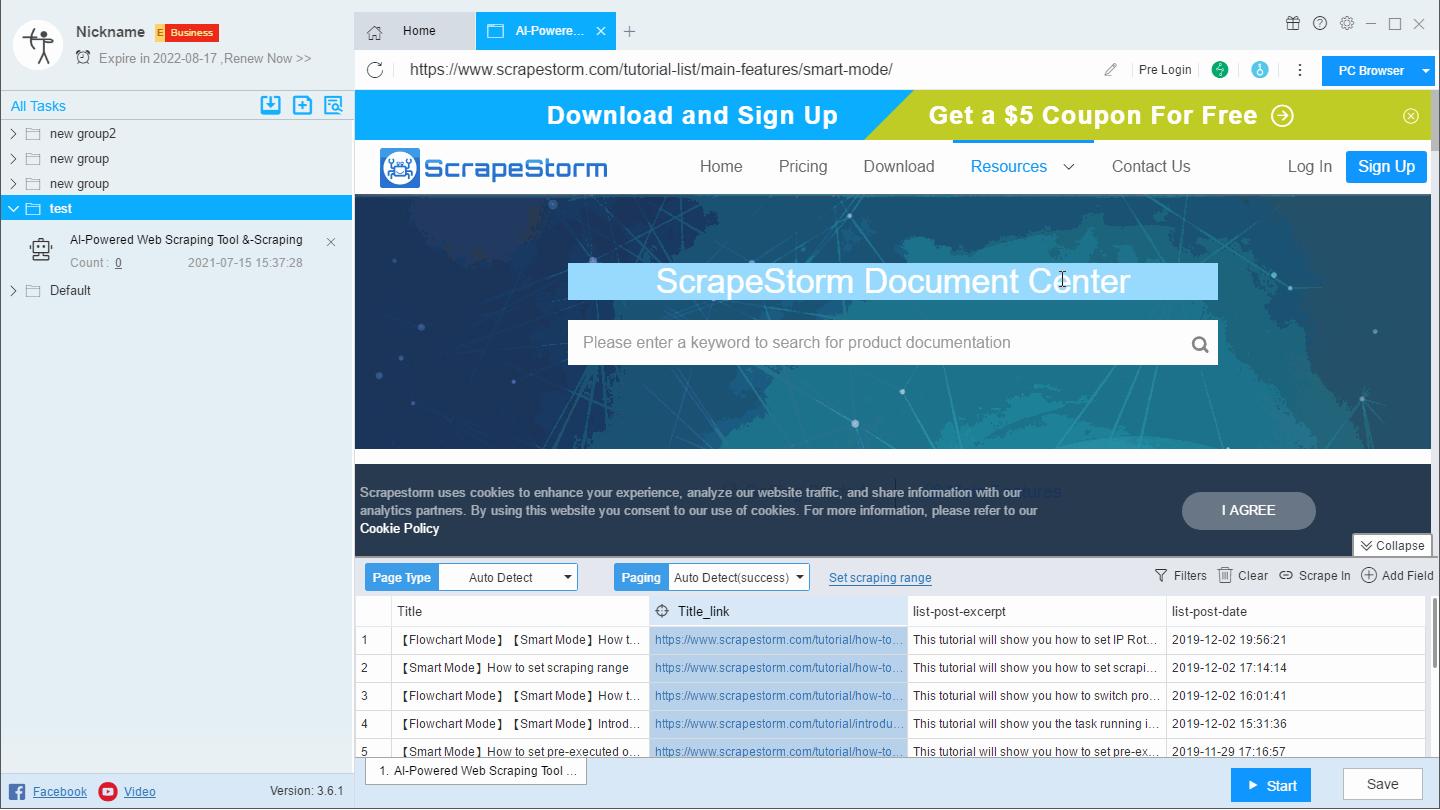 Nickname
E Business
Expire in 2022-08-17 ,Renew Now >>
All Tasks
new group2
new group
new group
test
AI-Powered Web Scraping Tool &-Scraping
Count : 0 2021-07-15 15:37:28
Default
Facebook Video Version: 3.6.1
Home AI-Powere...
https://www.scrapestorm.com/tutorial-list/main-features/smart-mode/ Pre Login PC Browser
Download and Sign Up Get a $5 Coupon For Free
ScrapeStorm Home Pricing Download Resources Contact Us Log In Sign Up
ScrapeStorm Document Center
Please enter a keyword to search for product documentation
Scrapestorm uses cookies to enhance your experience, analyze our website traffic, and share information with our
analytics partners. By using this website you consent to our use of cookies. For more information, please refer to our
Cookie Policy
I AGREE
Collapse
Page Type Auto Detect Paging Auto Detect(success) Set scraping range Filters Clear Scrape In Add Field
Title Title_link list-post-excerpt list-post-date
1 【Flowchart Mode】【Smart Mode】How t... https://www.scrapestorm.com/tutorial/how-to... This tutorial will show you how to set IP Rot... 2019-12-02 19:56:21
2 【Smart Mode】How to set scraping range https://www.scrapestorm.com/tutorial/how-to... This tutorial will show you how to set scrapi... 2019-12-02 17:14:14
3 【Flowchart Mode】【Smart Mode】How t... https://www.scrapestorm.com/tutorial/how-to... This toturial will show you how to switch pro... 2019-12-02 16:01:41
4 【Flowchart Mode】【Smart Mode】Introd... https://www.scrapestorm.com/tutorial/introdu... This tutorial will show you the task running i... 2019-12-02 15:31:36
5 【Smart Mode】How to set pre-executed o... https://www.scrapestorm.com/tutorial/how-to... This tutorial will show you how to set pre-ex... 2019-11-29 17:16:57
1. AI-Powered Web Scraping Tool ...
Start Save